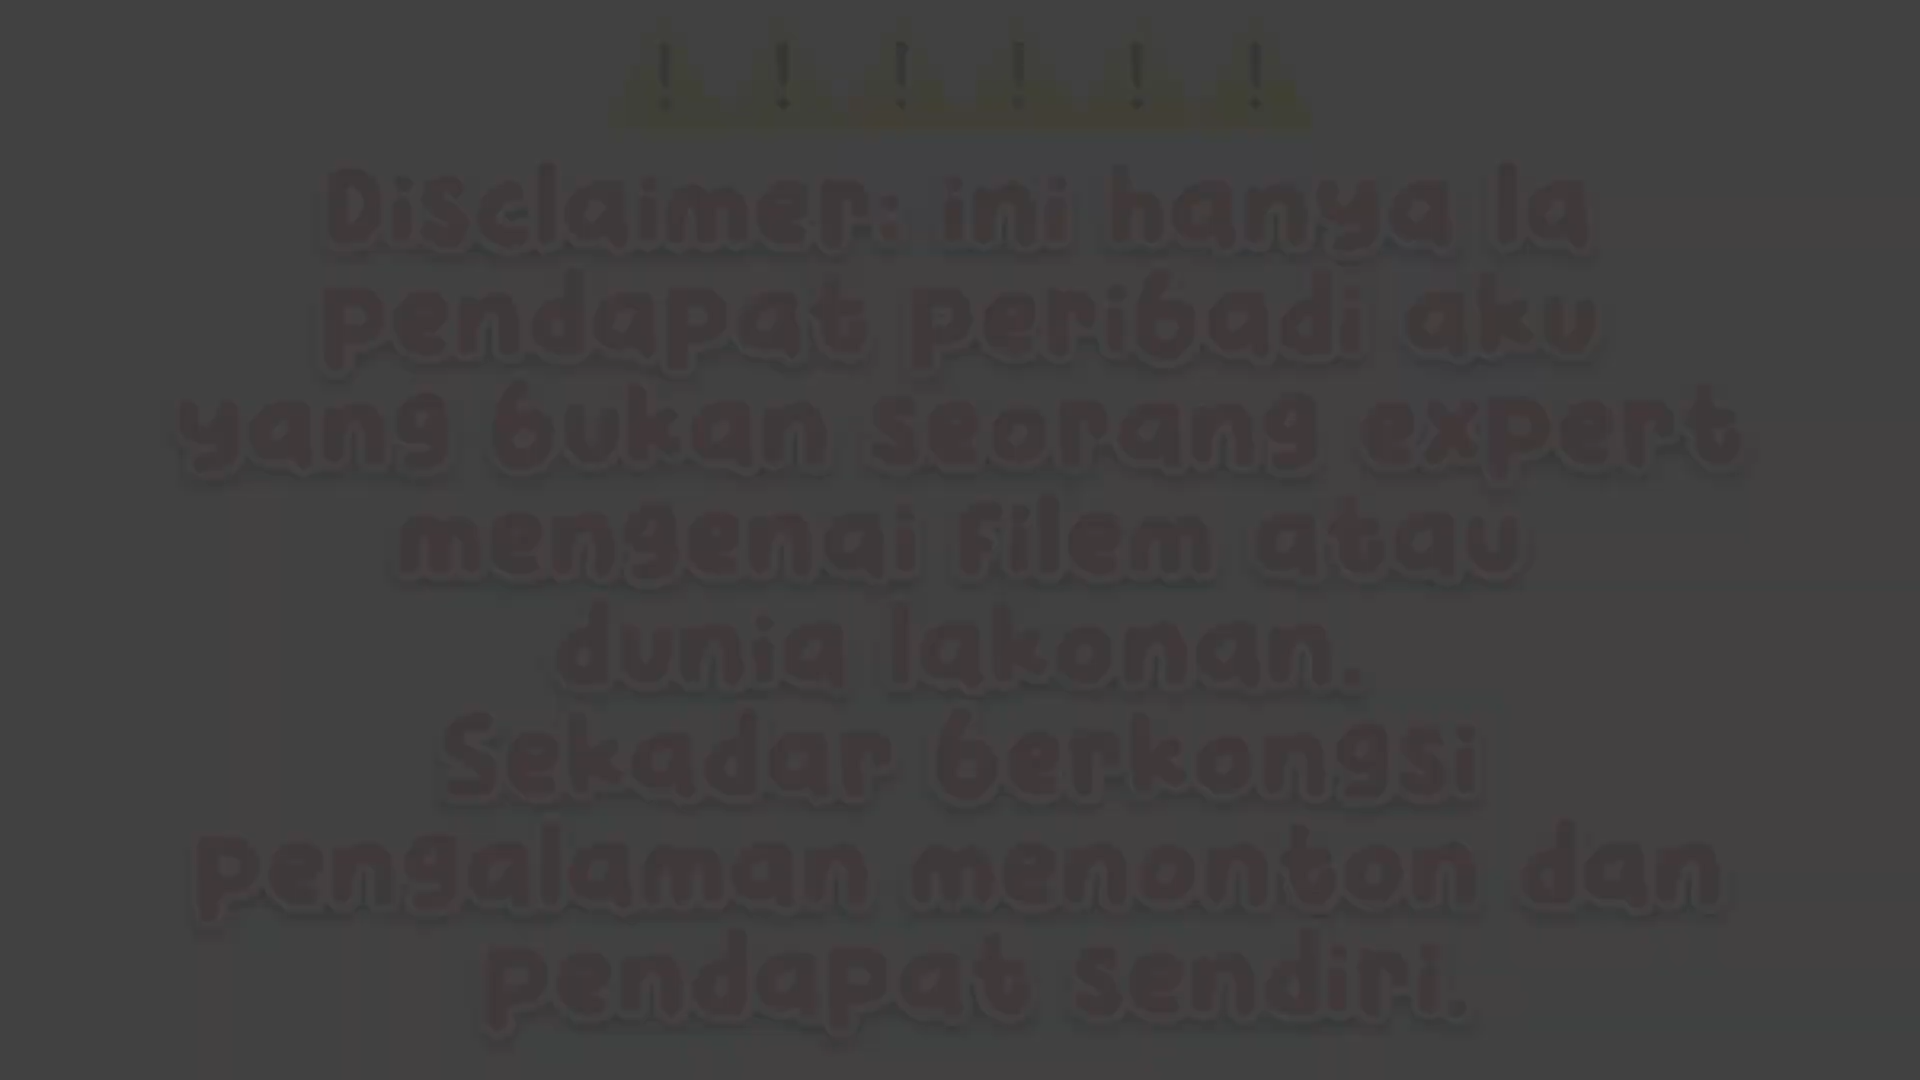 ! ! ! ! ! !
Disclaimer: ini hanya la
pendapat peribadi aku
yang bukan seorang expert
mengenai filem atau
dunia lakonan.
Sekadar berkongsi
pengalaman menonton dan
pendapat sendiri.